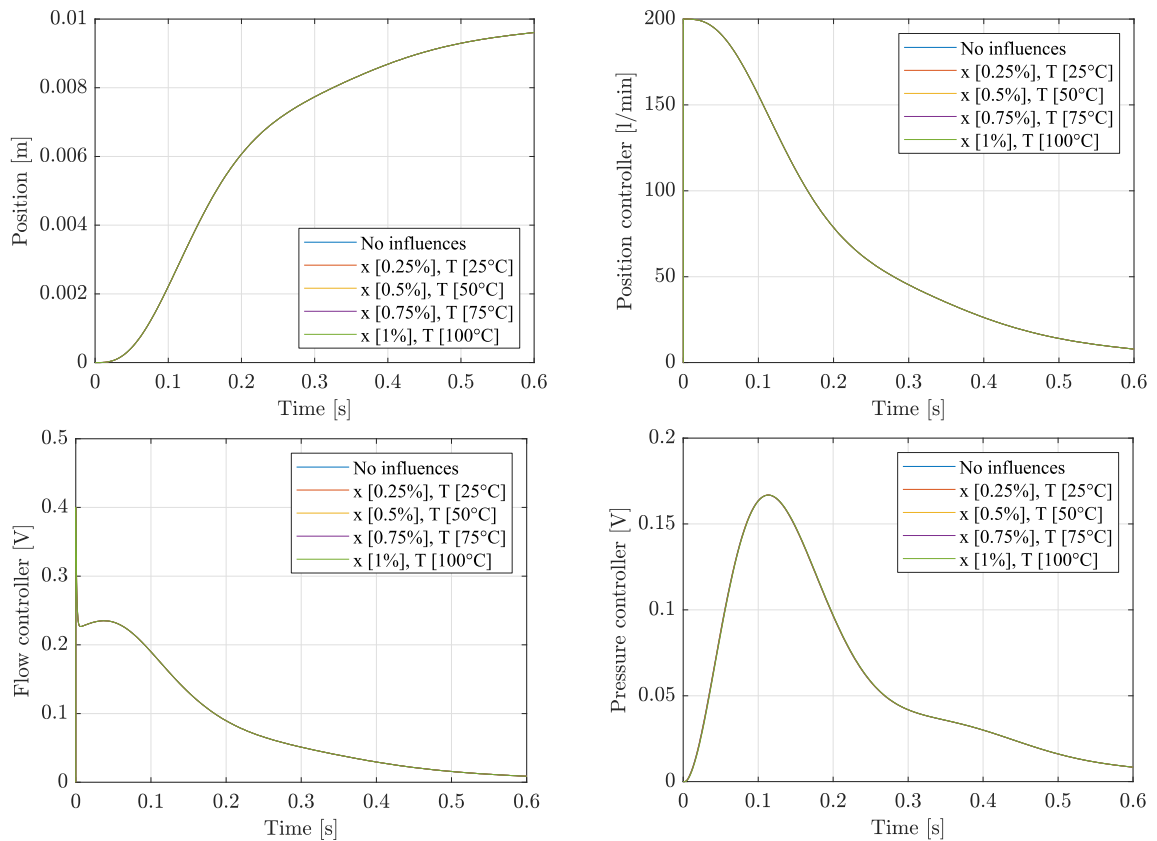 0.01
0.008
0.006
0.004
0.002
0
Position [m]
No influences
x [0.25%], T [25°C]
x [0.5%], T [50°C]
x [0.75%], T [75°C]
x [1%], T [100°C]
0 0.1 0.2 0.3 0.4 0.5 0.6
Time [s]
200
150
100
50
0
Position controller [l/min]
No influences
x [0.25%], T [25°C]
x [0.5%], T [50°C]
x [0.75%], T [75°C]
x [1%], T [100°C]
0 0.1 0.2 0.3 0.4 0.5 0.6
Time [s]
0.5
0.4
0.3
0.2
0.1
0
Flow controller [V]
No influences
x [0.25%], T [25°C]
x [0.5%], T [50°C]
x [0.75%], T [75°C]
x [1%], T [100°C]
0 0.1 0.2 0.3 0.4 0.5 0.6
Time [s]
0.2
0.15
0.1
0.05
0
Pressure controller [V]
No influences
x [0.25%], T [25°C]
x [0.5%], T [50°C]
x [0.75%], T [75°C]
x [1%], T [100°C]
0 0.1 0.2 0.3 0.4 0.5 0.6
Time [s]